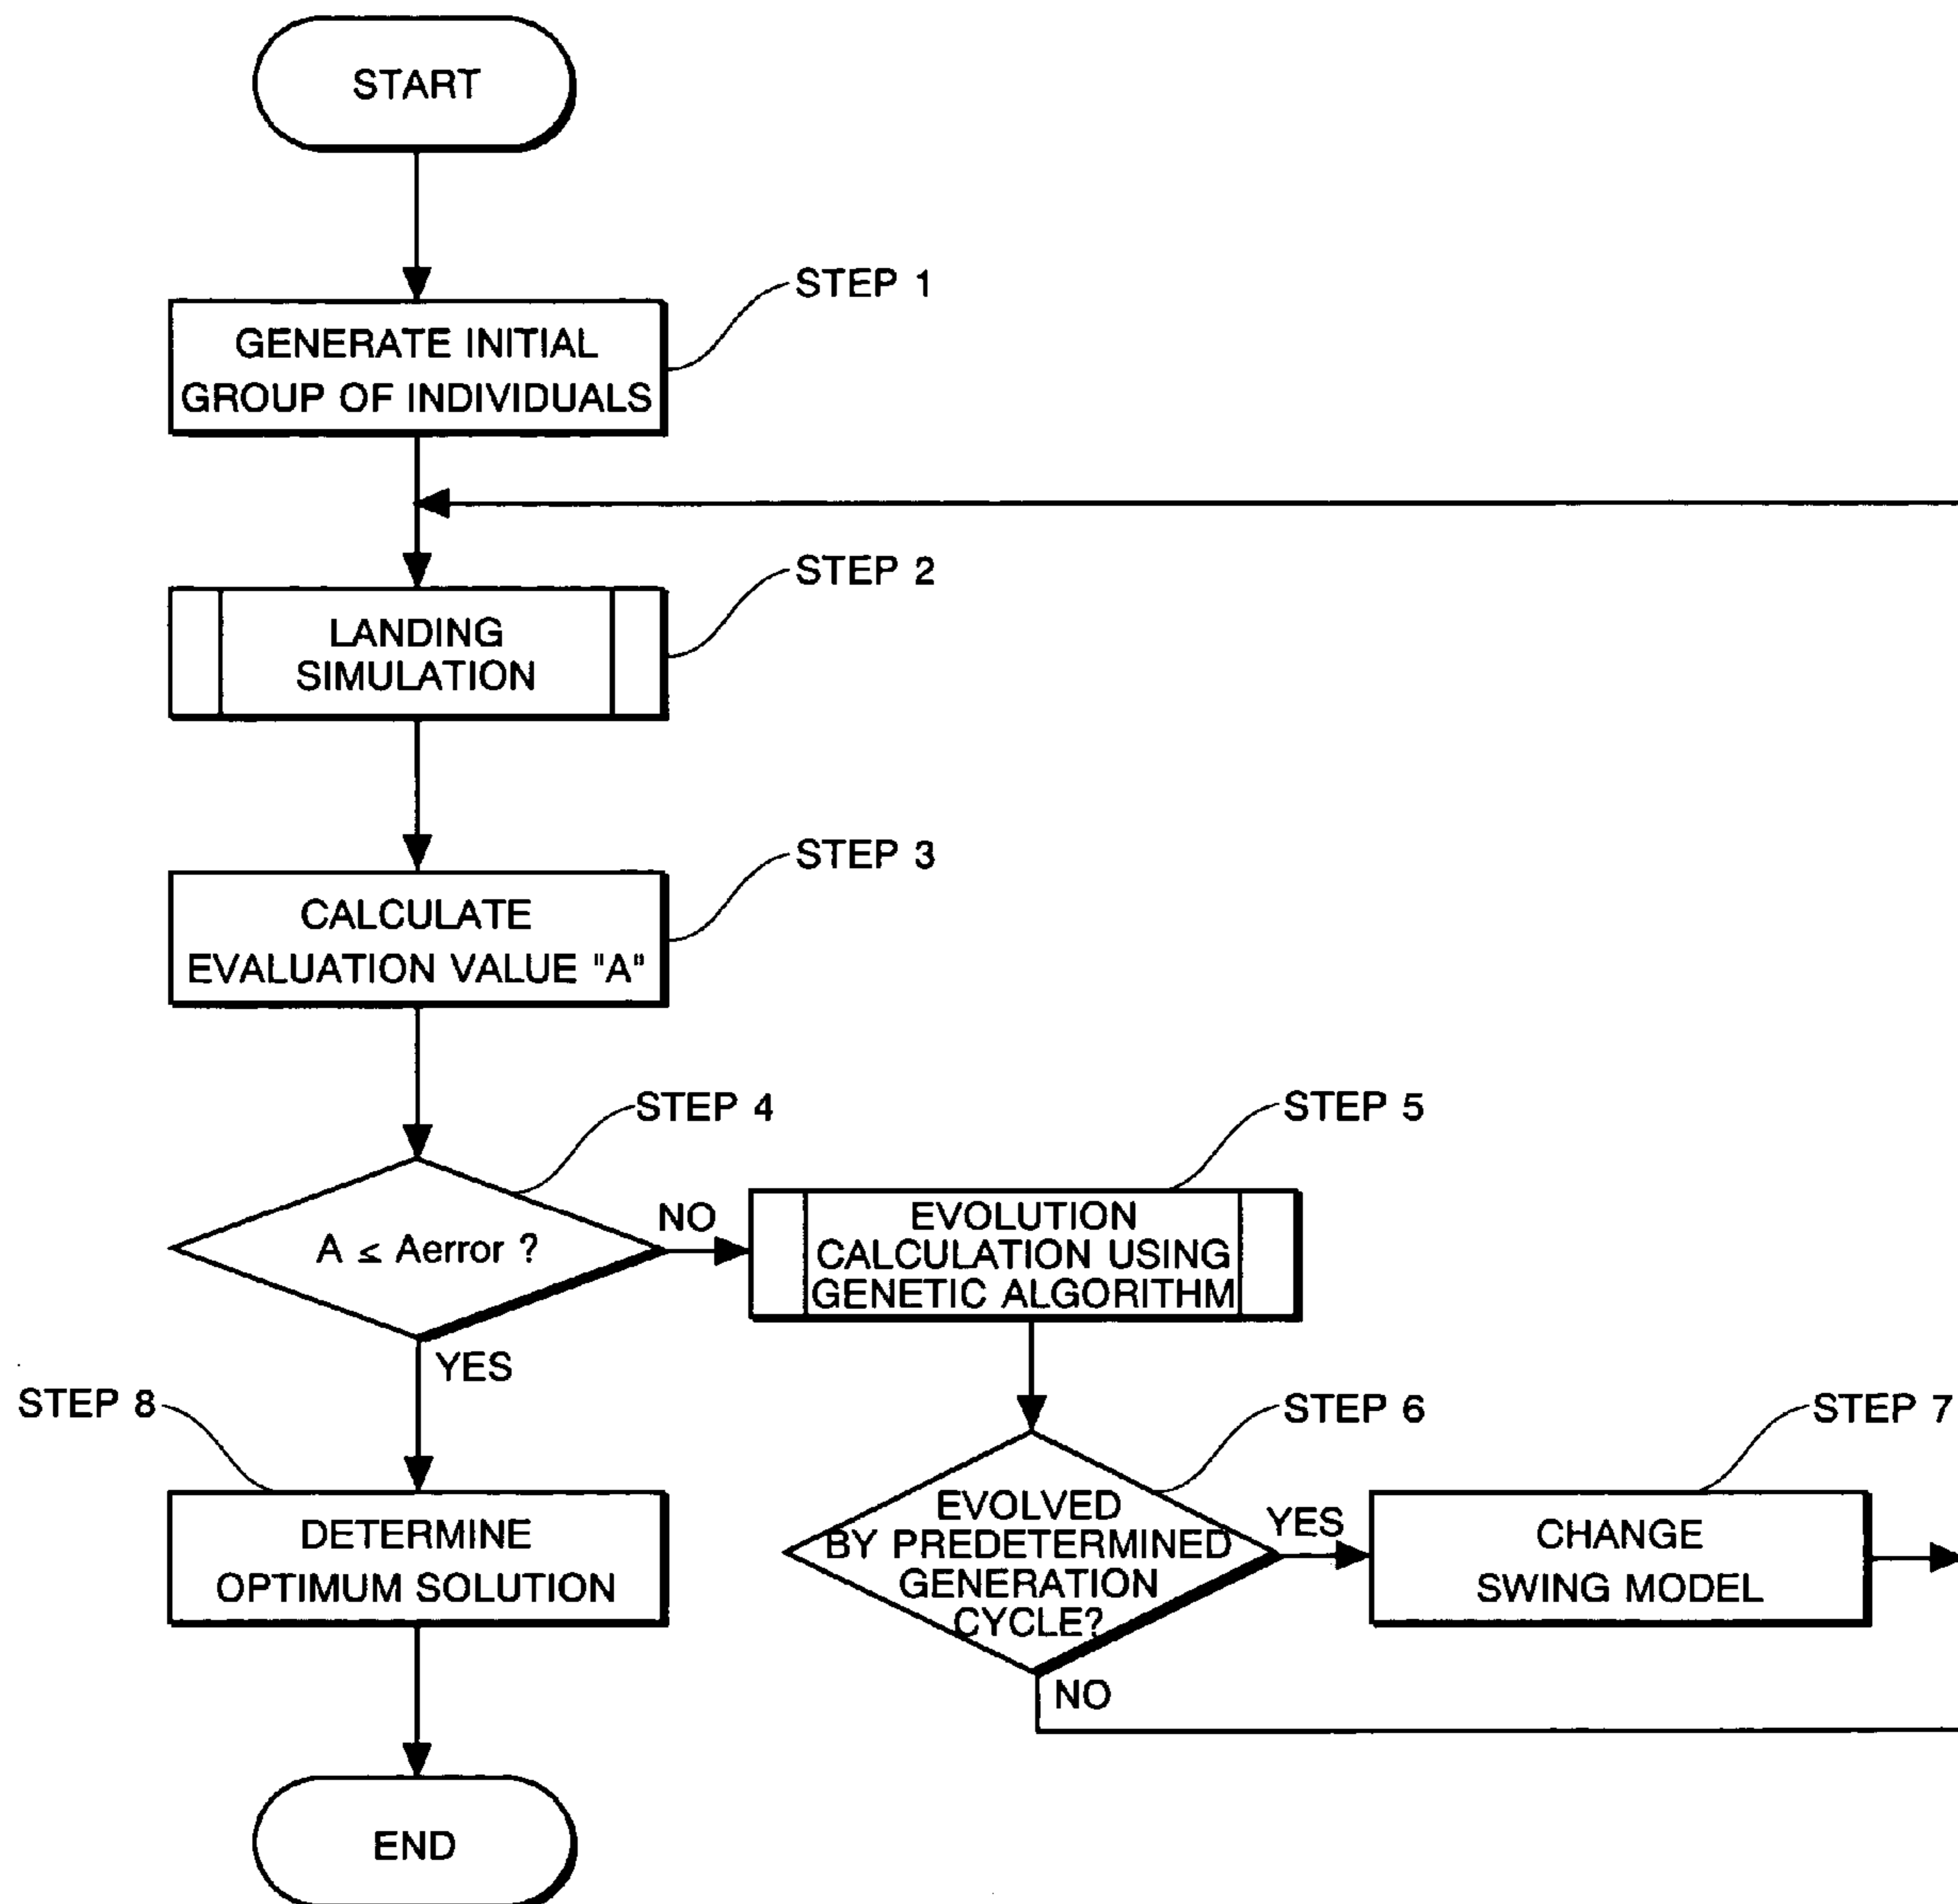 START
STEP 1
GENERATE INITIAL
GROUP OF INDIVIDUALS
STEP 2
LANDING
SIMULATION
STEP 3
CALCULATE
EVALUATION VALUE "A"
STEP 4
A ≤ Aerror ?
NO
YES
STEP 5
EVOLUTION
CALCULATION USING
GENETIC ALGORITHM
STEP 6
EVOLVED
BY PREDETERMINED
GENERATION
CYCLE?
YES
NO
STEP 7
CHANGE
SWING MODEL
STEP 8
DETERMINE
OPTIMUM SOLUTION
END